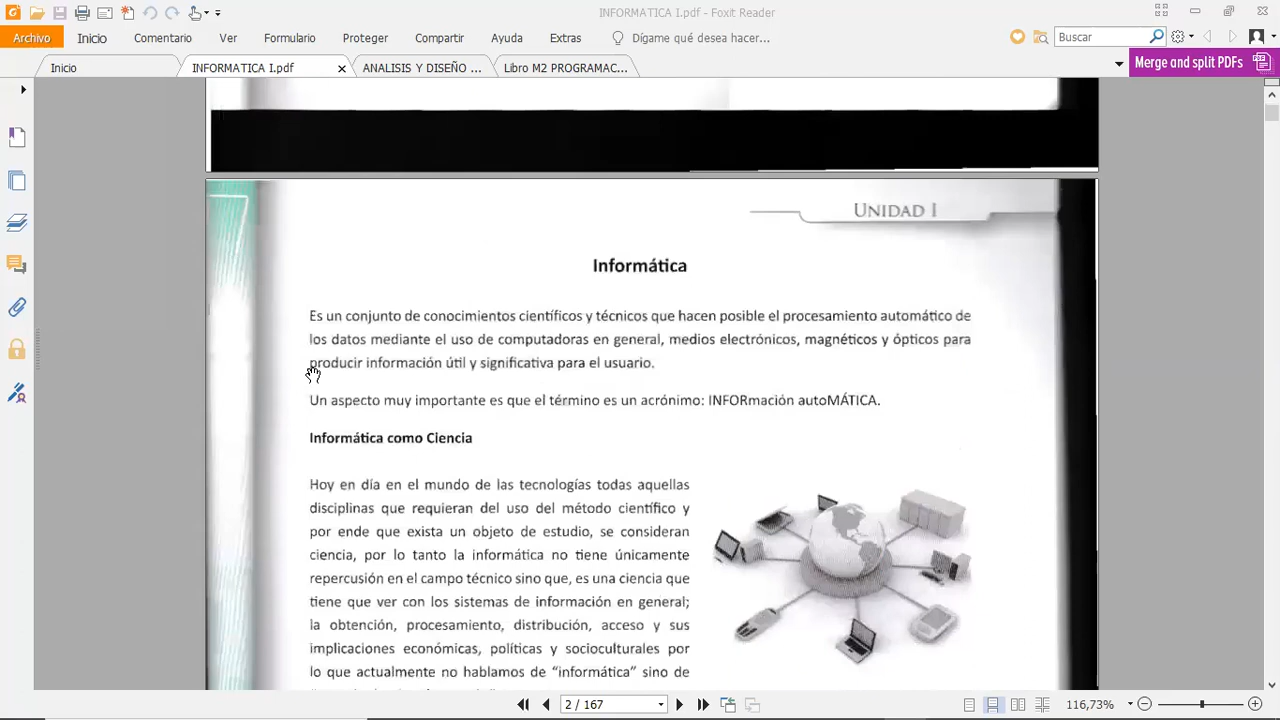 INFORMATICA I.pdf - Foxit Reader
Archivo Inicio Comentario Ver Formulario Proteger Compartir Ayuda Extras Dígame qué desea hacer... Buscar
Inicio INFORMATICA I.pdf ANALISIS Y DISEÑO ... Libro M2 PROGRAMAC... Merge and split PDFs
UNIDAD I
Informática
Es un conjunto de conocimientos científicos y técnicos que hacen posible el procesamiento automático de
los datos mediante el uso de computadoras en general, medios electrónicos, magnéticos y ópticos para
producir información útil y significativa para el usuario.
Un aspecto muy importante es que el término es un acrónimo: INFORmación autoMÁTICA.
Informática como Ciencia
Hoy en día en el mundo de las tecnologías todas aquellas
disciplinas que requieran del uso del método científico y
por ende que exista un objeto de estudio, se consideran
ciencia, por lo tanto la informática no tiene únicamente
repercusión en el campo técnico sino que, es una ciencia que
tiene que ver con los sistemas de información en general;
la obtención, procesamiento, distribución, acceso y sus
implicaciones económicas, políticas y socioculturales por
lo que actualmente no hablamos de “informática” sino de
2 / 167
116,73%